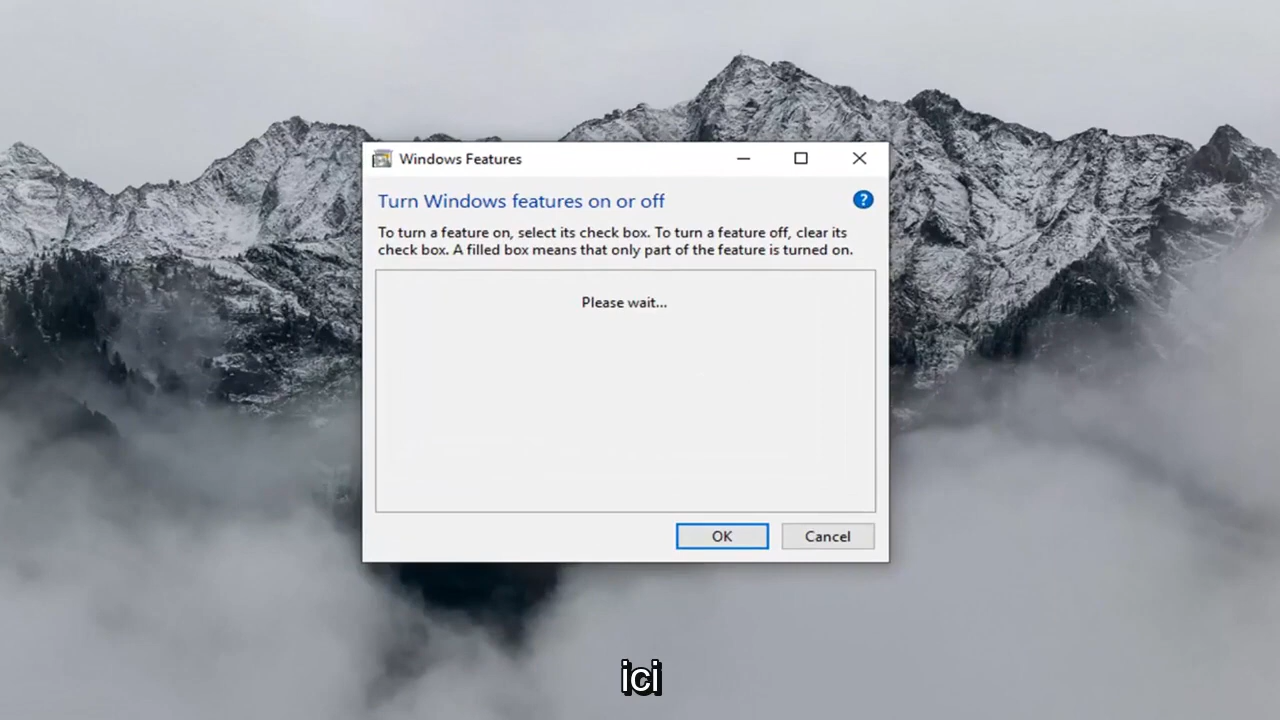 Windows Features
Turn Windows features on or off
?
To turn a feature on, select its check box. To turn a feature off, clear its
check box. A filled box means that only part of the feature is turned on.
Please wait...
OK
Cancel
ici